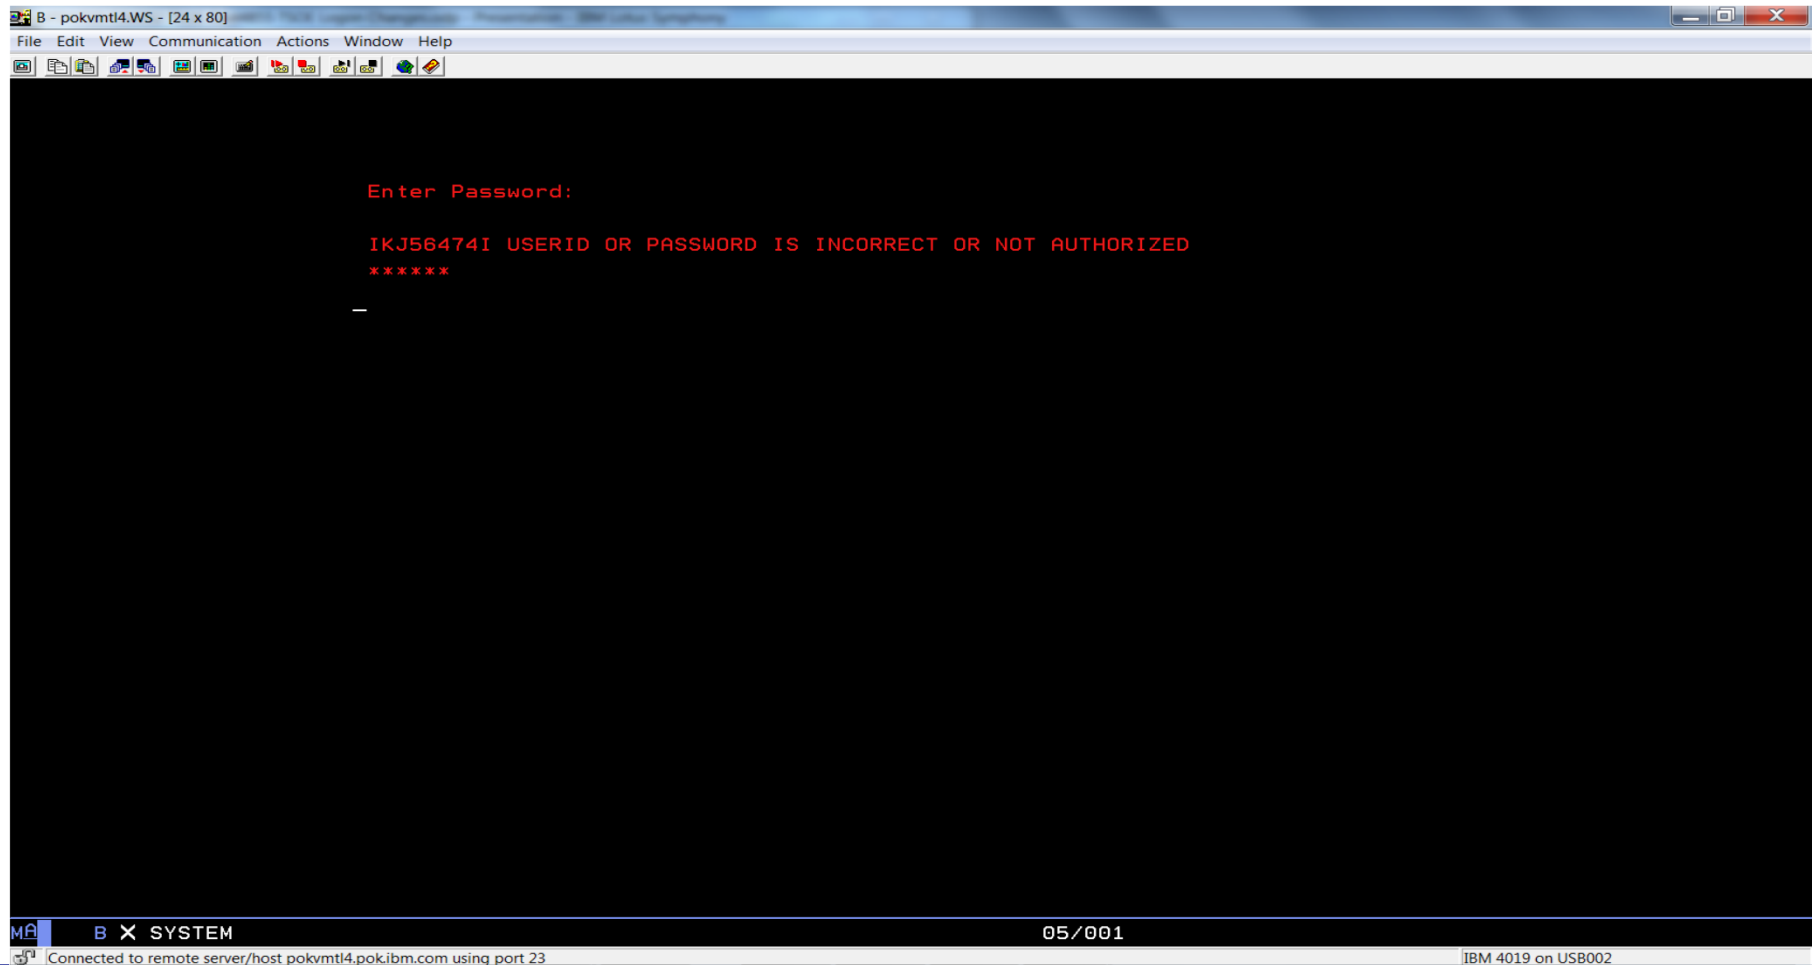 B - pokvmtl4.WS - [24 x 80]
File Edit View Communication Actions Window Help
Enter Password:
IKJ56474I USERID OR PASSWORD IS INCORRECT OR NOT AUTHORIZED
******
_
MA B X SYSTEM 05/001
Connected to remote server/host pokvmtl4.pok.ibm.com using port 23 IBM 4019 on USB002